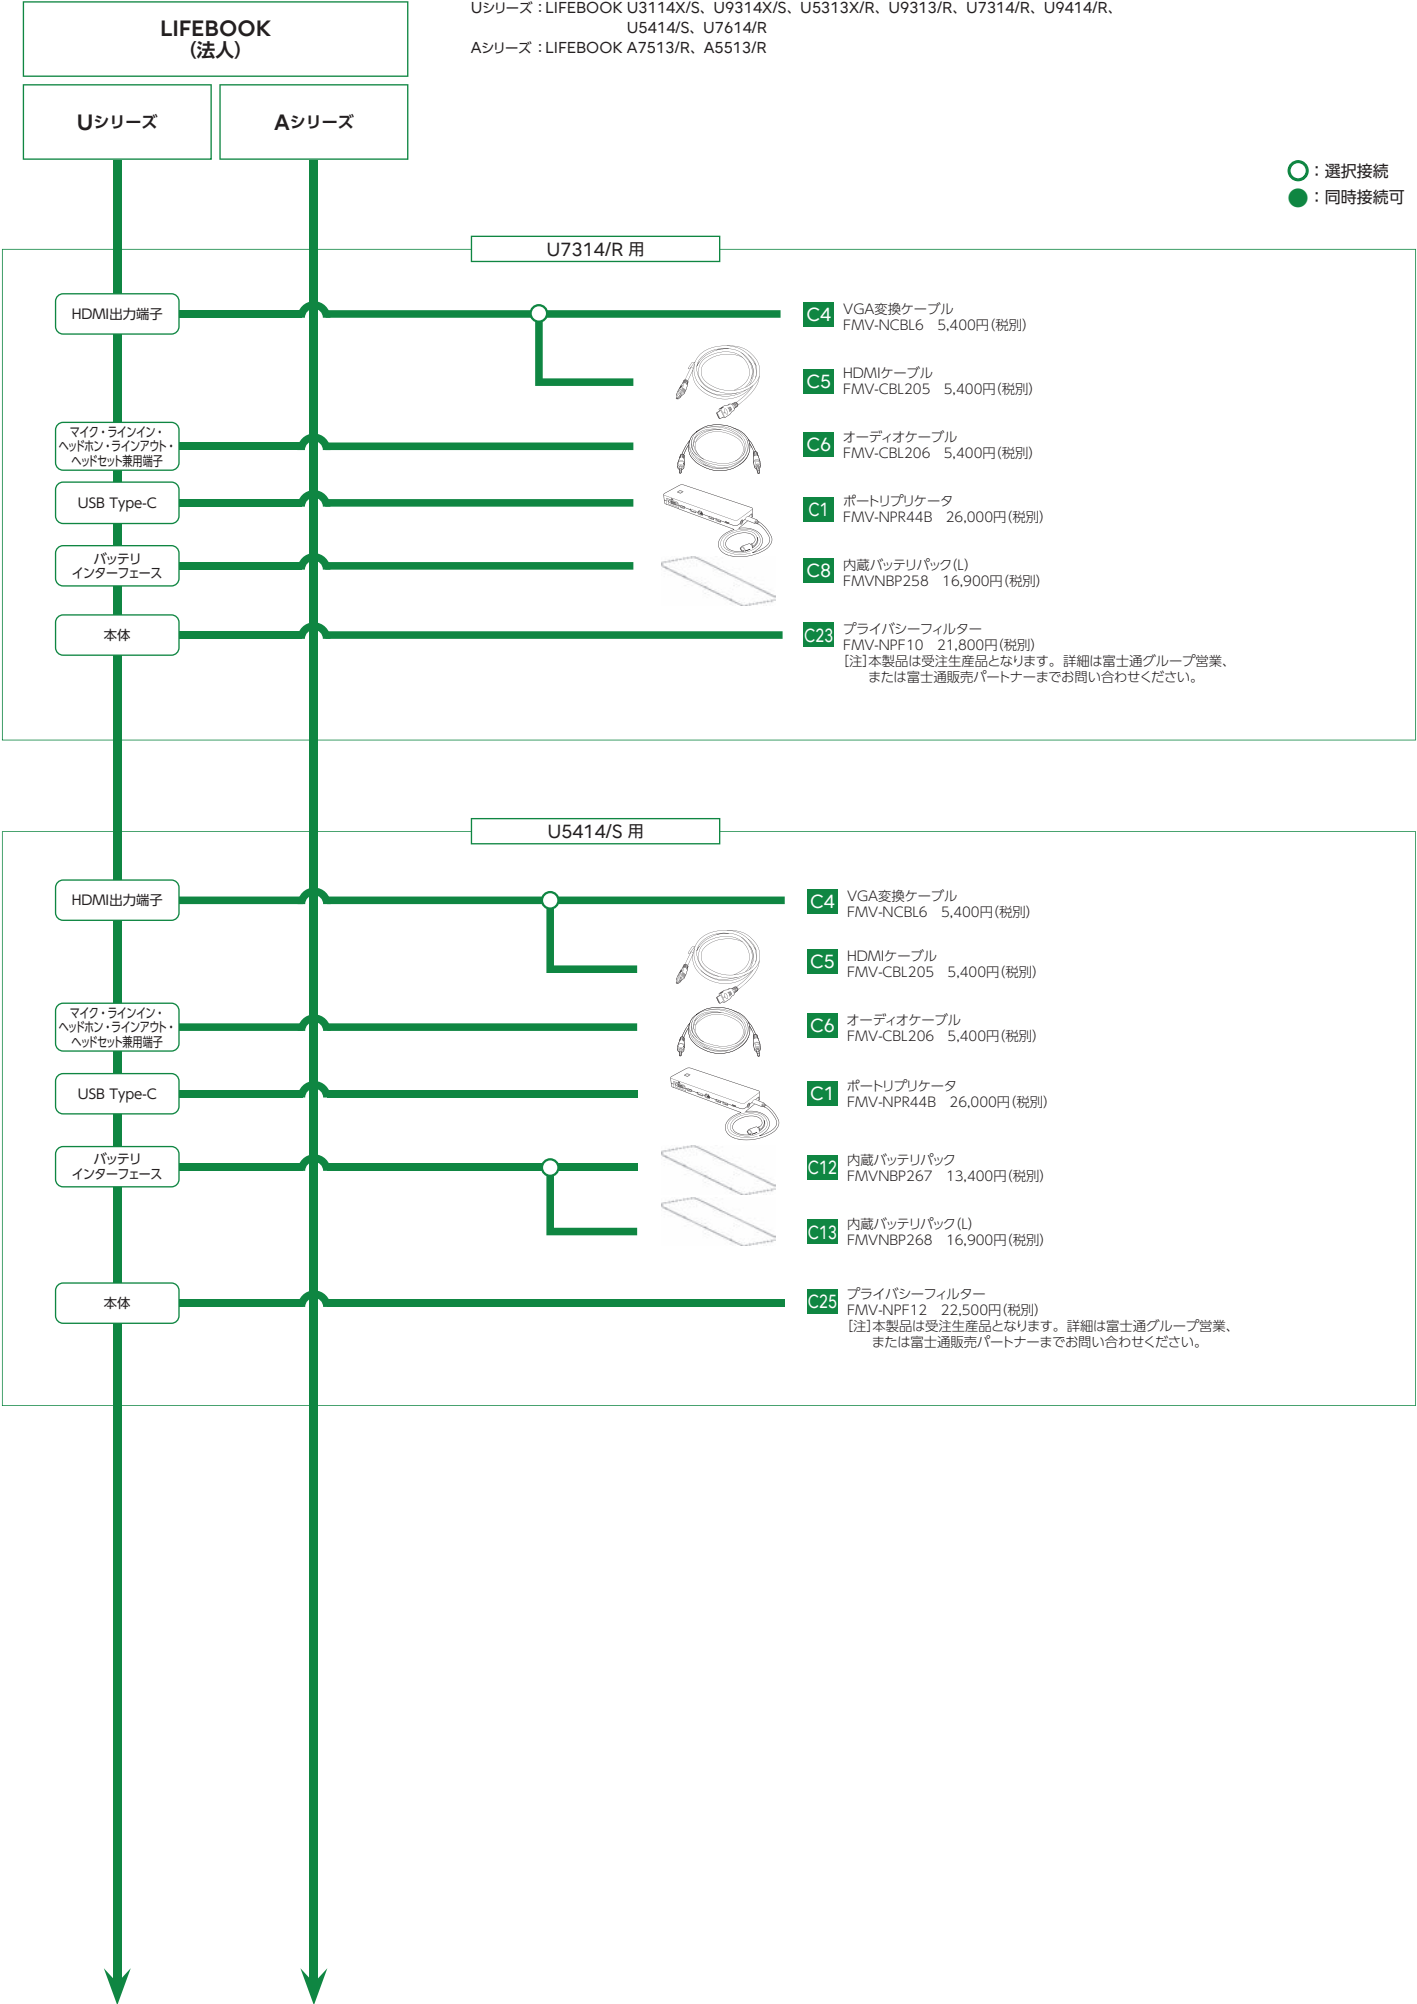 Uシリーズ：LIFEBOOK U3114X/S、U9314X/S、U5313X/R、U9313/R、U7314/R、U9414/R、
U5414/S、U7614/R
Aシリーズ：LIFEBOOK A7513/R、A5513/R
LIFEBOOK
（法人）
Uシリーズ
Aシリーズ
：選択接続
：同時接続可
U7314/R 用
HDMI出力端子
C4 VGA変換ケーブル
FMV-NCBL6 5,400円（税別）
C5 HDMIケーブル
FMV-CBL205 5,400円（税別）
マイク・ラインイン・
ヘッドホン・ラインアウト・
ヘッドセット兼用端子
C6 オーディオケーブル
FMV-CBL206 5,400円（税別）
USB Type-C
C1 ポートリプリケータ
FMV-NPR44B 26,000円（税別）
バッテリ
インターフェース
C8 内蔵バッテリパック(L)
FMVNBP258 16,900円（税別）
本体
C23 プライバシーフィルター
FMV-NPF10 21,800円（税別）
［注］本製品は受注生産品となります。詳細は富士通グループ営業、
または富士通販売パートナーまでお問い合わせください。
U5414/S 用
HDMI出力端子
C4 VGA変換ケーブル
FMV-NCBL6 5,400円（税別）
C5 HDMIケーブル
FMV-CBL205 5,400円（税別）
マイク・ラインイン・
ヘッドホン・ラインアウト・
ヘッドセット兼用端子
C6 オーディオケーブル
FMV-CBL206 5,400円（税別）
USB Type-C
C1 ポートリプリケータ
FMV-NPR44B 26,000円（税別）
バッテリ
インターフェース
C12 内蔵バッテリパック
FMVNBP267 13,400円（税別）
C13 内蔵バッテリパック(L)
FMVNBP268 16,900円（税別）
本体
C25 プライバシーフィルター
FMV-NPF12 22,500円（税別）
［注］本製品は受注生産品となります。詳細は富士通グループ営業、
または富士通販売パートナーまでお問い合わせください。